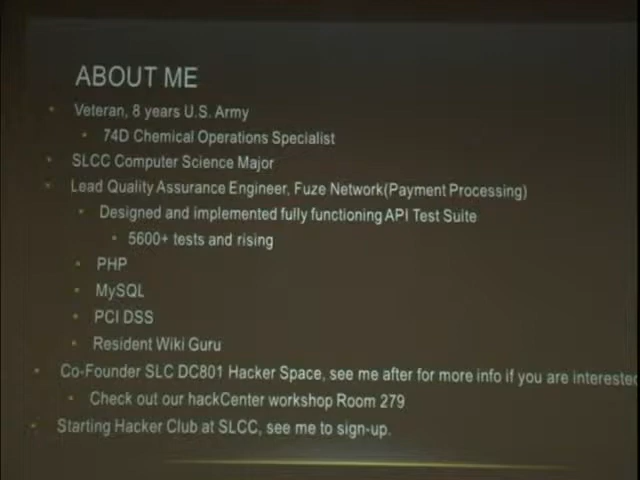 ABOUT ME
Veteran, 8 years U.S. Army
74D Chemical Operations Specialist
SLCC Computer Science Major
Lead Quality Assurance Engineer, Fuze Network(Payment Processing)
Designed and implemented fully functioning API Test Suite
5600+ tests and rising
PHP
MySQL
PCI DSS
Resident Wiki Guru
Co-Founder SLC DC801 Hacker Space, see me after for more info if you are interested
Check out our hackCenter workshop Room 279
Starting Hacker Club at SLCC, see me to sign-up.